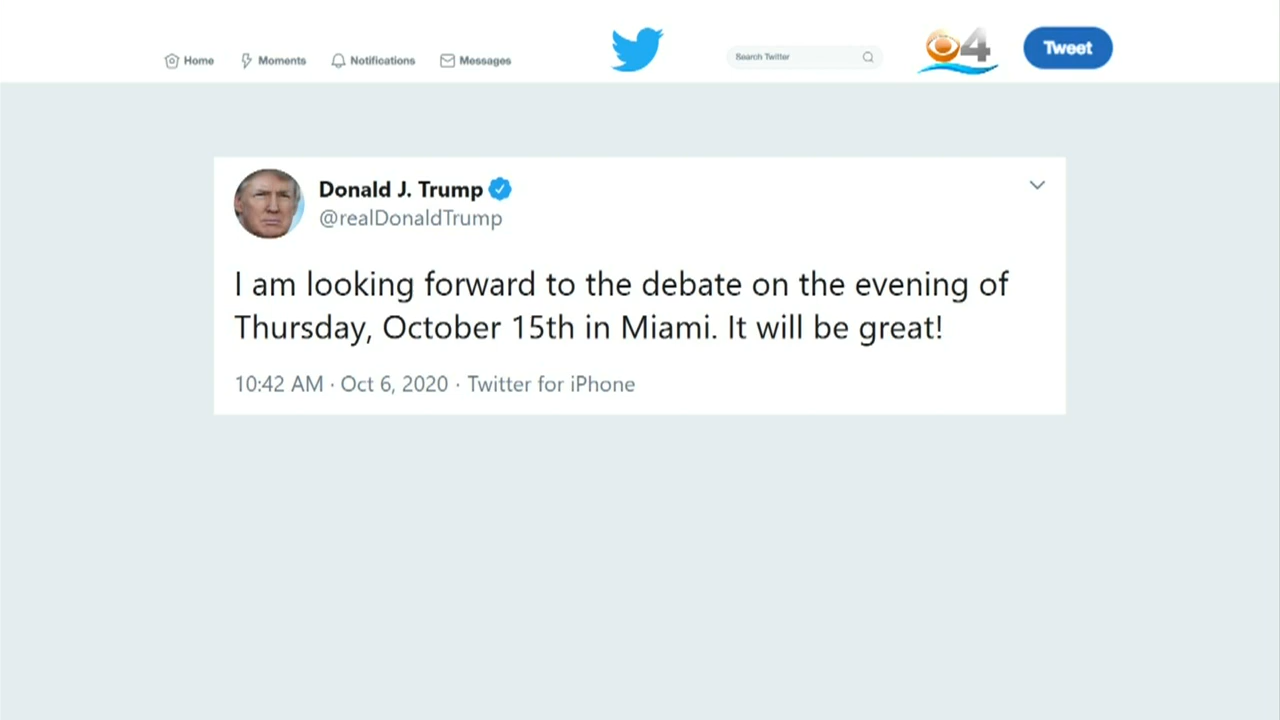 Home Moments Notifications Messages Search Twitter 4 Tweet
Donald J. Trump
@realDonaldTrump
I am looking forward to the debate on the evening of
Thursday, October 15th in Miami. It will be great!
10:42 AM · Oct 6, 2020 · Twitter for iPhone